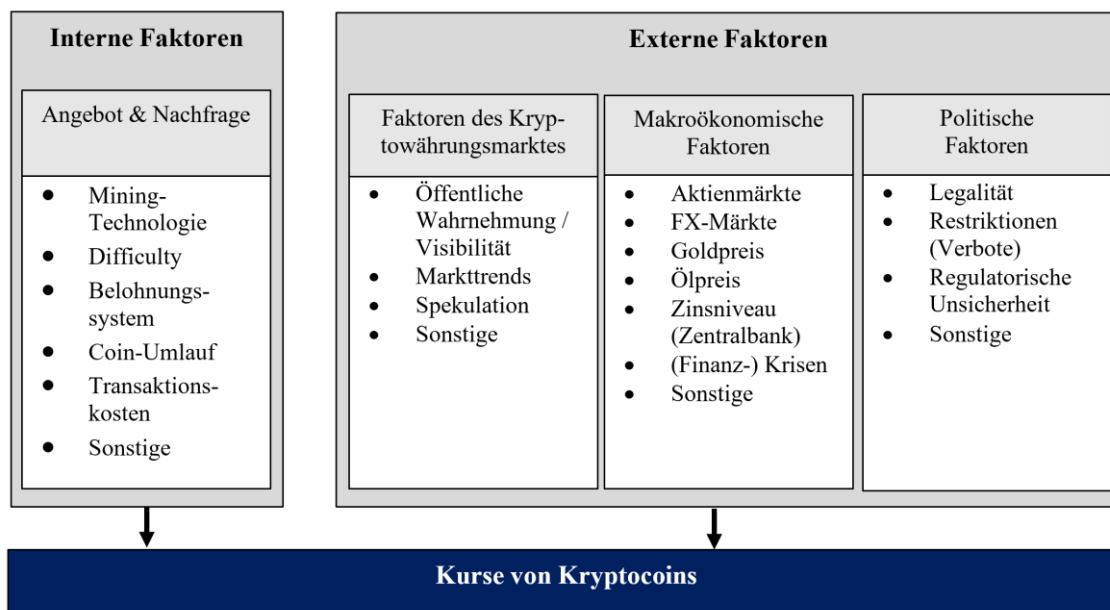 Interne Faktoren
Angebot & Nachfrage
● Mining-
Technologie
● Difficulty
● Belohnungs-
system
● Coin-Umlauf
● Transaktions-
kosten
● Sonstige
Externe Faktoren
Faktoren des Kryp-
towährungsmarktes
● Öffentliche
Wahrnehmung /
Visibilität
● Markttrends
● Spekulation
● Sonstige
Makroökonomische
Faktoren
● Aktienmärkte
● FX-Märkte
● Goldpreis
● Ölpreis
● Zinsniveau
(Zentralbank)
● (Finanz-) Krisen
● Sonstige
Politische
Faktoren
● Legalität
● Restriktionen
(Verbote)
● Regulatorische
Unsicherheit
● Sonstige
Kurse von Kryptocoins